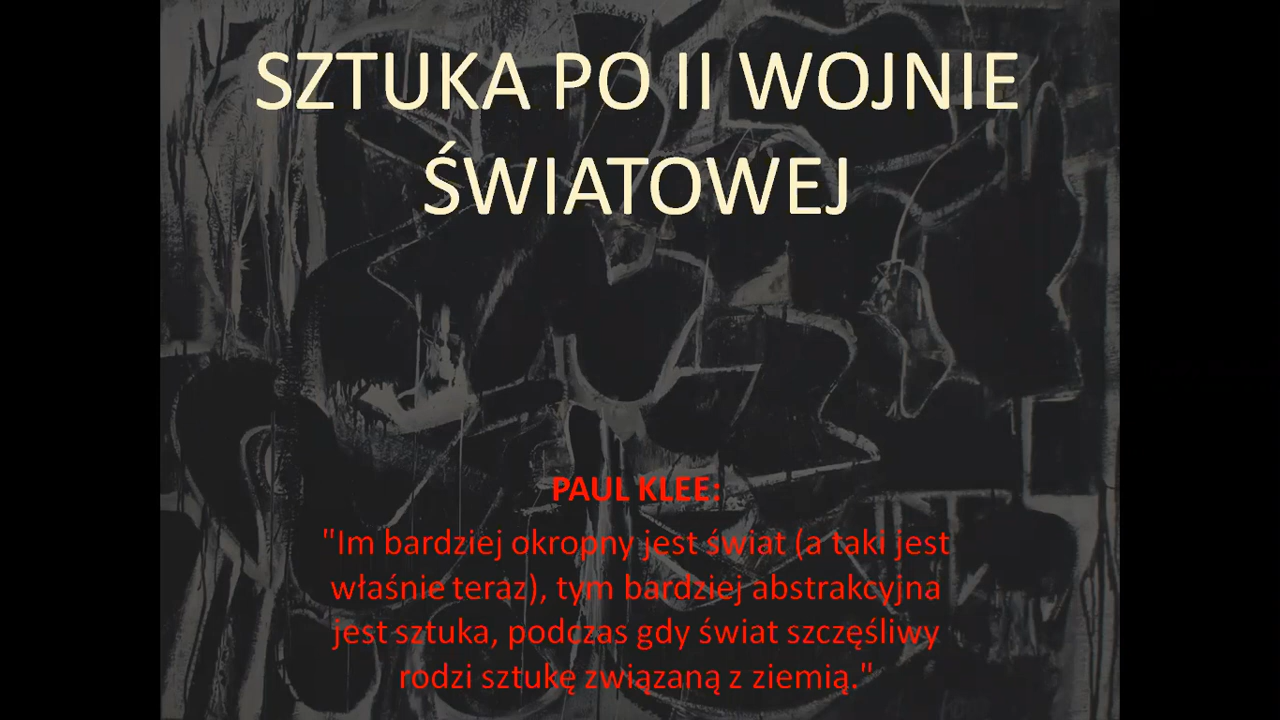 SZTUKA PO II WOJNIE
ŚWIATOWEJ
PAUL KLEE:
"Im bardziej okropny jest świat (a taki jest
właśnie teraz), tym bardziej abstrakcyjna
jest sztuka, podczas gdy świat szczęśliwy
rodzi sztukę związaną z ziemią."